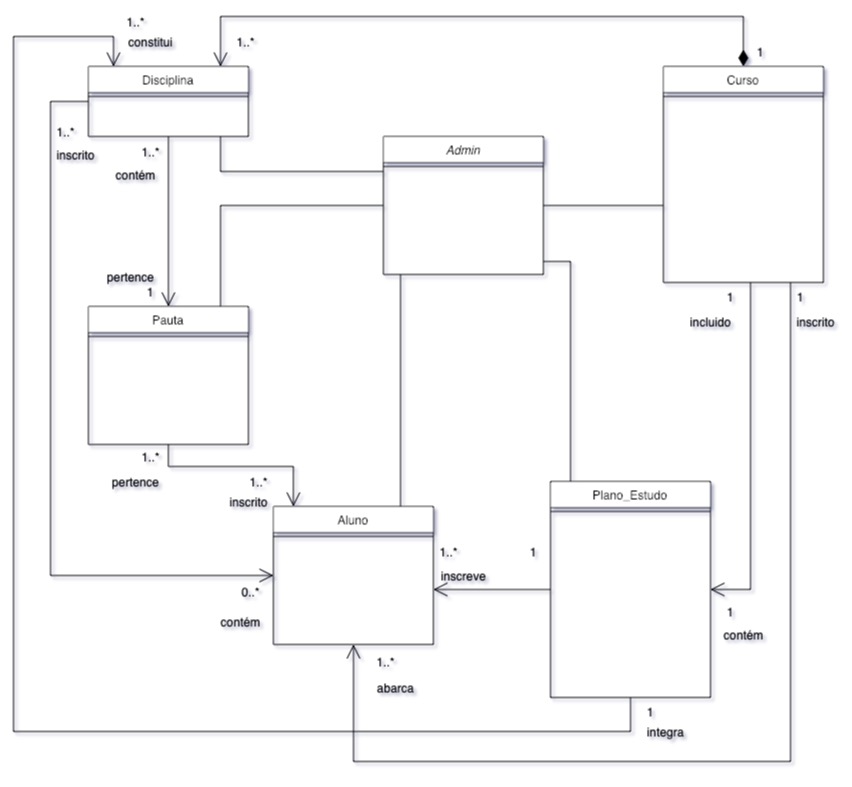 1..*
constitui
1..*
1
Disciplina
Curso
1..*
inscrito
1..*
contém
Admin
pertence
1
1
incluido
1
inscrito
Pauta
1..*
pertence
1..*
inscrito
Plano_Estudo
Aluno
1..*
inscreve
1
0..*
contém
1
contém
1..*
abarca
1
integra